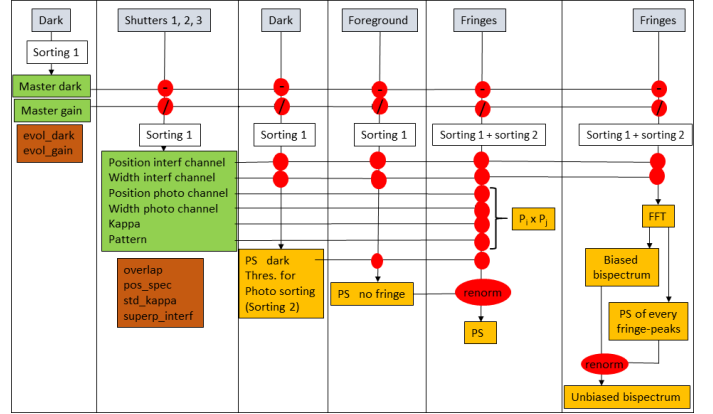 Dark
Shutters 1, 2, 3
Dark
Foreground
Fringes
Fringes
Sorting 1
Master dark
-
-
-
-
-
Master gain
/
/
/
/
/
evol_dark
evol_gain
Sorting 1
Sorting 1
Sorting 1
Sorting 1 + sorting 2
Sorting 1 + sorting 2
Position interf channel
Width interf channel
Position photo channel
Width photo channel
Kappa
Pattern
Pi x Pj
FFT
overlap
pos_spec
std_kappa
superp_interf
PS dark
Thres. for
Photo sorting
(Sorting 2)
PS no fringe
renorm
PS
Biased
bispectrum
PS of every
fringe-peaks
renorm
Unbiased bispectrum